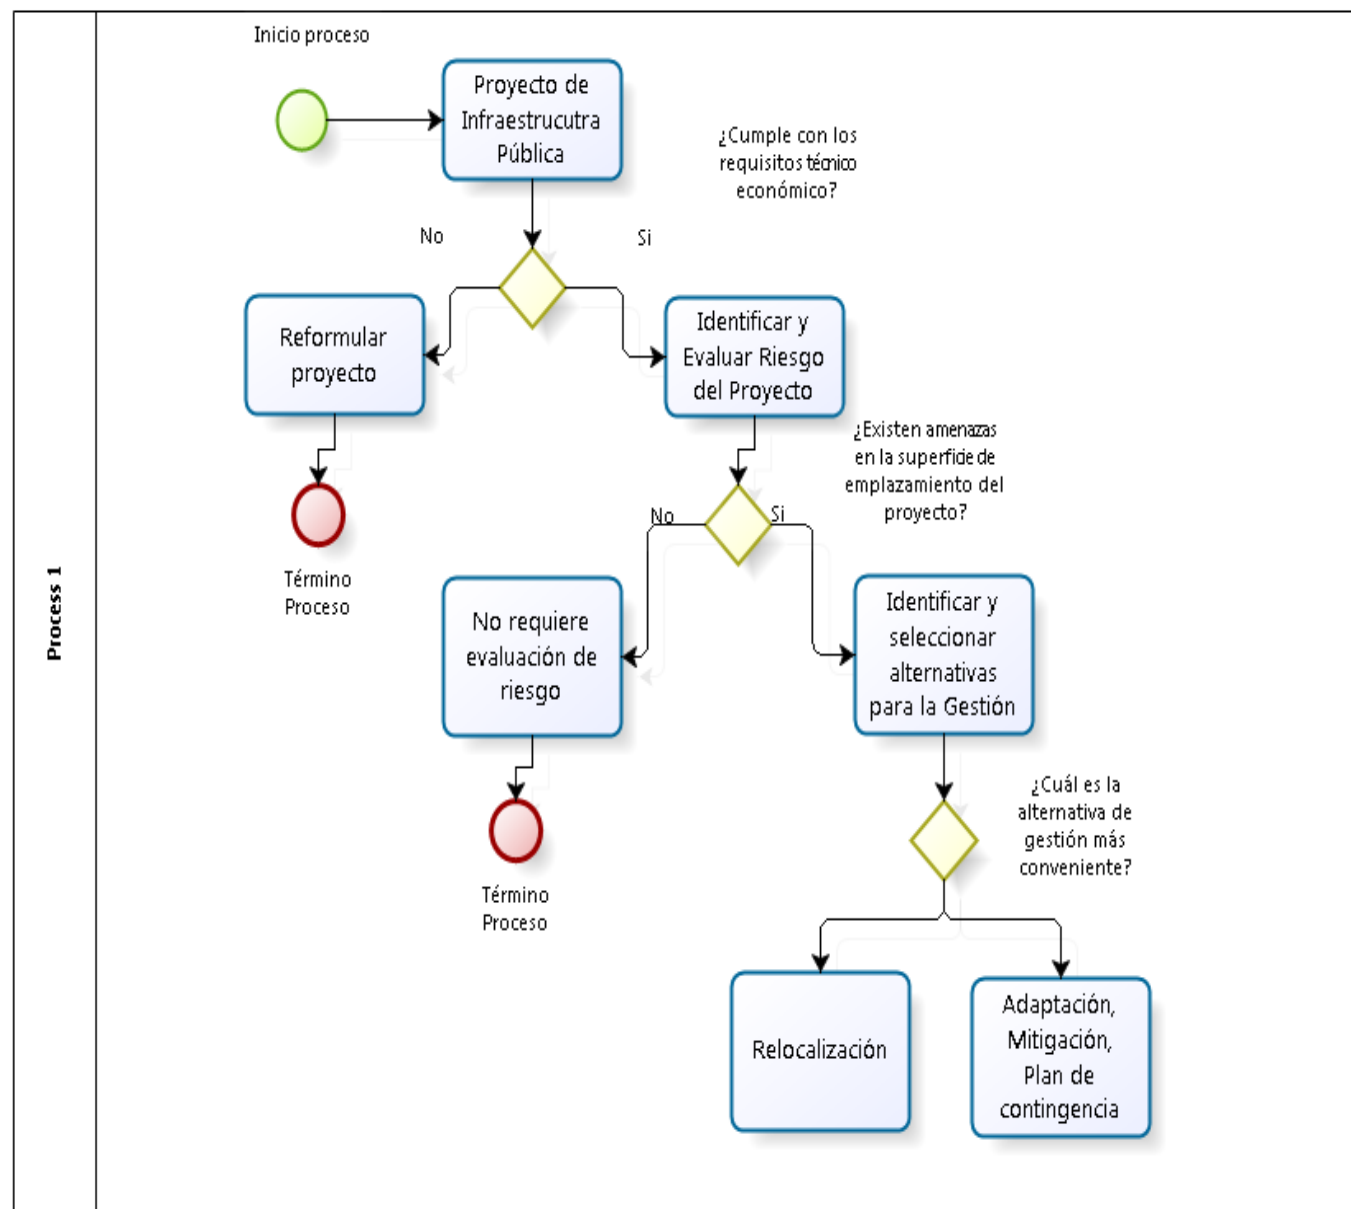 Process 1
Inicio proceso
Proyecto de
Infraestrucutra
Pública
¿Cumple con los
requisitos técnico
económico?
No
Si
Reformular
proyecto
Identificar y
Evaluar Riesgo
del Proyecto
Término
Proceso
¿Existen amenazas
en la superficie de
emplazamiento del
proyecto?
No
Si
No requiere
evaluación de
riesgo
Identificar y
seleccionar
alternativas
para la Gestión
Término
Proceso
¿Cuál es la
alternativa de
gestión más
conveniente?
Relocalización
Adaptación,
Mitigación,
Plan de
contingencia